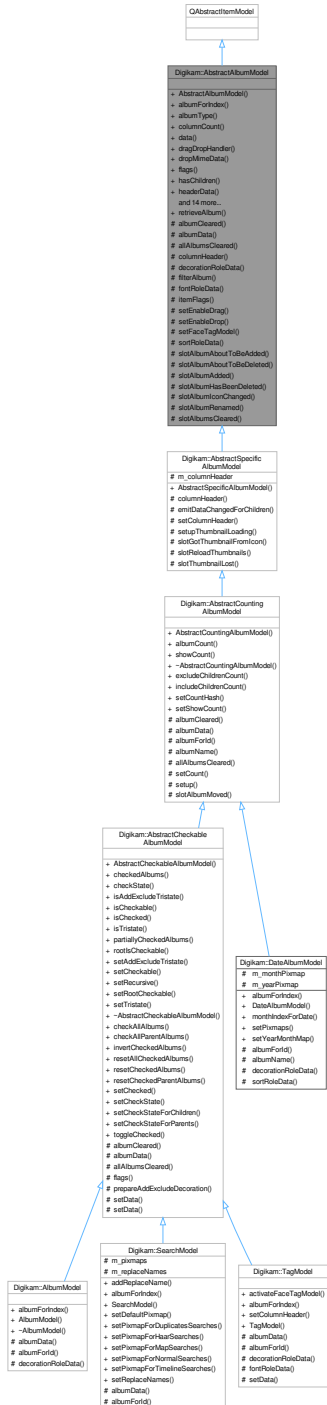 QAbstractItemModel
Digikam::AbstractAlbumModel
+ AbstractAlbumModel()
+ albumForIndex()
+ albumType()
+ columnCount()
+ data()
+ dragDropHandler()
+ dropMimeData()
+ flags()
+ hasChildren()
+ headerData()
and 14 more...
+ retrieveAlbum()
# albumCleared()
# albumData()
# allAlbumsCleared()
# columnHeader()
# decorationRoleData()
# filterAlbum()
# fontRoleData()
# itemFlags()
# setEnableDrag()
# setEnableDrop()
# setFaceTagModel()
# sortRoleData()
# slotAlbumAboutToBeAdded()
# slotAlbumAboutToBeDeleted()
# slotAlbumAdded()
# slotAlbumHasBeenDeleted()
# slotAlbumIconChanged()
# slotAlbumRenamed()
# slotAlbumsCleared()
Digikam::AbstractSpecific
AlbumModel
# m_columnHeader
+ AbstractSpecificAlbumModel()
# columnHeader()
# emitDataChangedForChildren()
# setColumnHeader()
# setupThumbnailLoading()
# slotGotThumbnailFromIcon()
# slotReloadThumbnails()
# slotThumbnailLost()
Digikam::AbstractCounting
AlbumModel
+ AbstractCountingAlbumModel()
+ albumCount()
+ showCount()
+ ~AbstractCountingAlbumModel()
+ excludeChildrenCount()
+ includeChildrenCount()
+ setCountHash()
+ setShowCount()
# albumCleared()
# albumData()
# albumForId()
# albumName()
# allAlbumsCleared()
# setCount()
# setup()
# slotAlbumMoved()
Digikam::AbstractCheckable
AlbumModel
+ AbstractCheckableAlbumModel()
+ checkedAlbums()
+ checkState()
+ isAddExcludeTristate()
+ isCheckable()
+ isChecked()
+ isTristate()
+ partiallyCheckedAlbums()
+ rootIsCheckable()
+ setAddExcludeTristate()
+ setCheckable()
+ setRecursive()
+ setRootCheckable()
+ setTristate()
+ ~AbstractCheckableAlbumModel()
+ checkAllAlbums()
+ checkAllParentAlbums()
+ invertCheckedAlbums()
+ resetAllCheckedAlbums()
+ resetCheckedAlbums()
+ resetCheckedParentAlbums()
+ setChecked()
+ setCheckState()
+ setCheckStateForChildren()
+ setCheckStateForParents()
+ toggleChecked()
# albumCleared()
# albumData()
# allAlbumsCleared()
# flags()
# prepareAddExcludeDecoration()
# setData()
# setData()
Digikam::DateAlbumModel
# m_monthPixmap
# m_yearPixmap
+ albumForIndex()
+ DateAlbumModel()
+ monthIndexForDate()
+ setPixmaps()
+ setYearMonthMap()
# albumForId()
# albumName()
# decorationRoleData()
# sortRoleData()
Digikam::AlbumModel
+ albumForIndex()
+ AlbumModel()
+ ~AlbumModel()
# albumData()
# albumForId()
# decorationRoleData()
Digikam::SearchModel
# m_pixmaps
# m_replaceNames
+ addReplaceName()
+ albumForIndex()
+ SearchModel()
+ setDefaultPixmap()
+ setPixmapForDuplicatesSearches()
+ setPixmapForHaarSearches()
+ setPixmapForMapSearches()
+ setPixmapForNormalSearches()
+ setPixmapForTimelineSearches()
+ setReplaceNames()
# albumData()
# albumForId()
Digikam::TagModel
+ activateFaceTagModel()
+ albumForIndex()
+ setColumnHeader()
+ TagModel()
# albumData()
# albumForId()
# decorationRoleData()
# fontRoleData()
# setData()